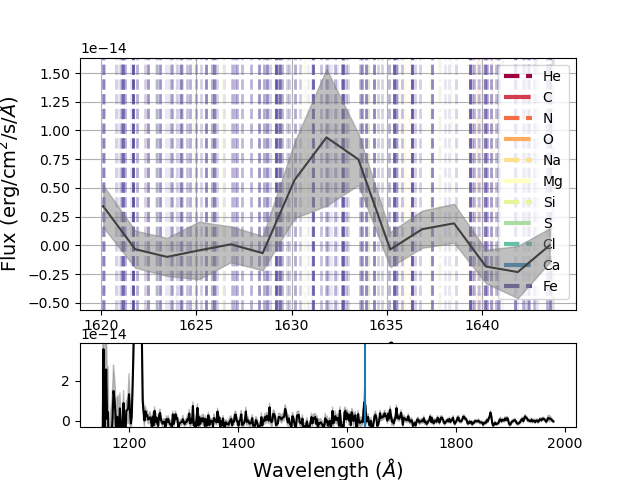 1e−14
Flux (erg/cm²/s/Å)
1.50
1.25
1.00
0.75
0.50
0.25
0.00
−0.25
−0.50
He
C
N
O
Na
Mg
Si
S
Cl
Ca
Fe
1620 1625 1630 1635 1640
1e−14
2
0
1200 1400 1600 1800 2000
Wavelength (Å)